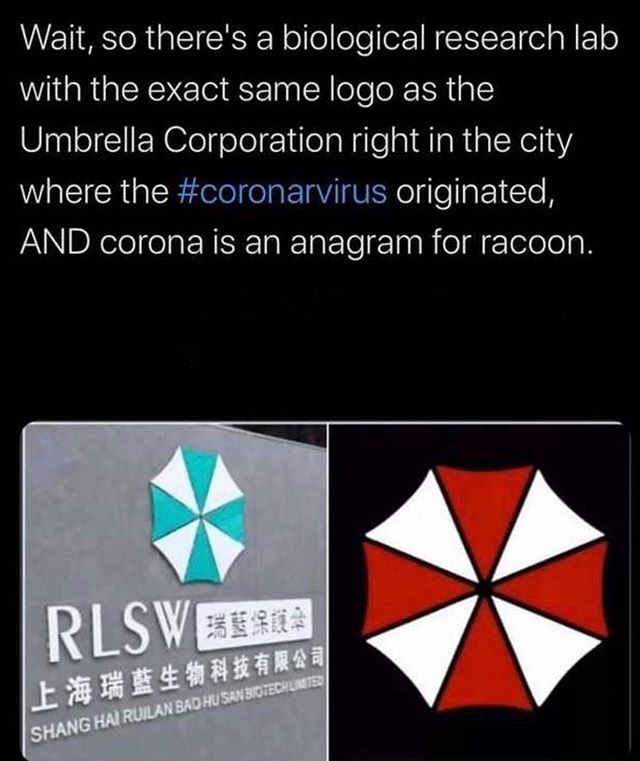 Wait, so there's a biological research lab
with the exact same logo as the
Umbrella Corporation right in the city
where the #coronarvirus originated,
AND corona is an anagram for racoon.
RLSW 瑞藍保護傘
上海瑞藍生物科技有限公司
SHANG HAI RUILAN BAO HU SAN BIOTECH LIMITED